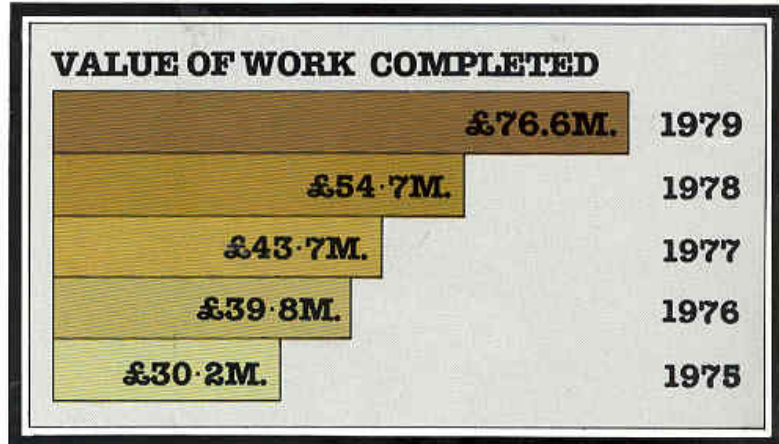 VALUE OF WORK COMPLETED
£76.6M. 1979
£54·7M. 1978
£43·7M. 1977
£39·8M. 1976
£30·2M. 1975